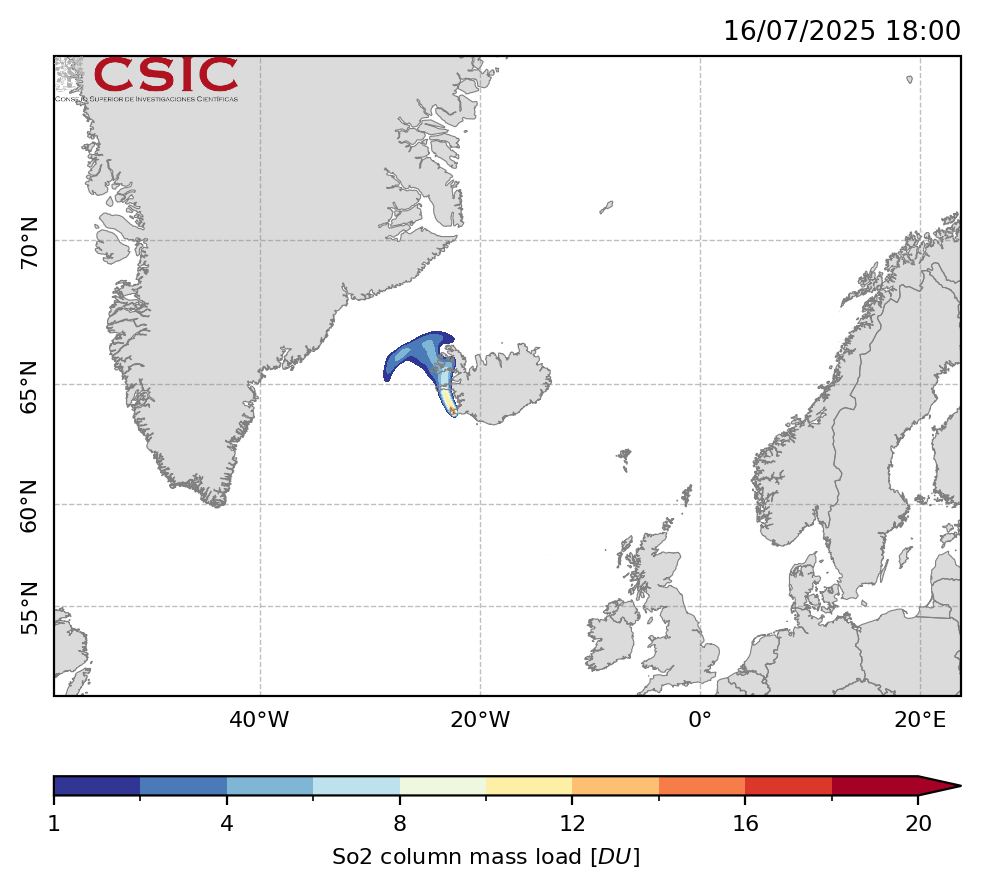 16/07/2025 18:00
CSIC
CONSEJO SUPERIOR DE INVESTIGACIONES CIENTÍFICAS
70°N
65°N
60°N
55°N
40°W 20°W 0° 20°E
1 4 8 12 16 20
So2 column mass load [DU]